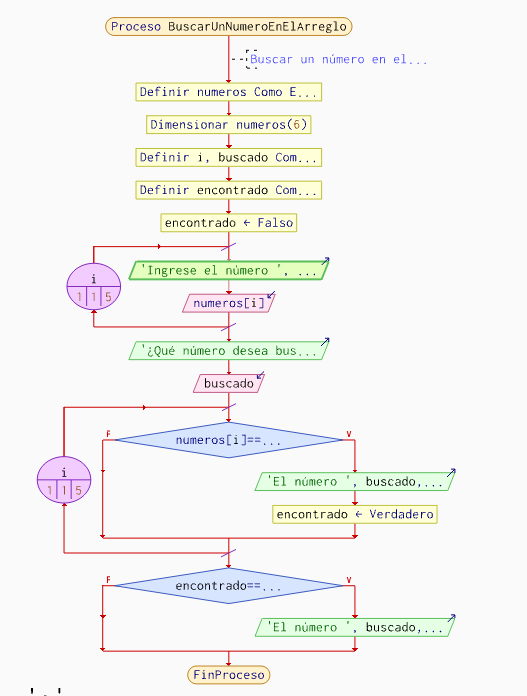 Proceso BuscarUnNumeroEnElArreglo
Buscar un número en el...
Definir numeros Como E...
Dimensionar numeros(6)
Definir i, buscado Com...
Definir encontrado Com...
encontrado ← Falso
i
1 1 5
'Ingrese el número ', ...
numeros[i]
'¿Qué número desea bus...
buscado
F
numeros[i]==...
V
i
1 1 5
'El número ', buscado,...
encontrado ← Verdadero
F
encontrado==...
V
'El número ', buscado,...
FinProceso